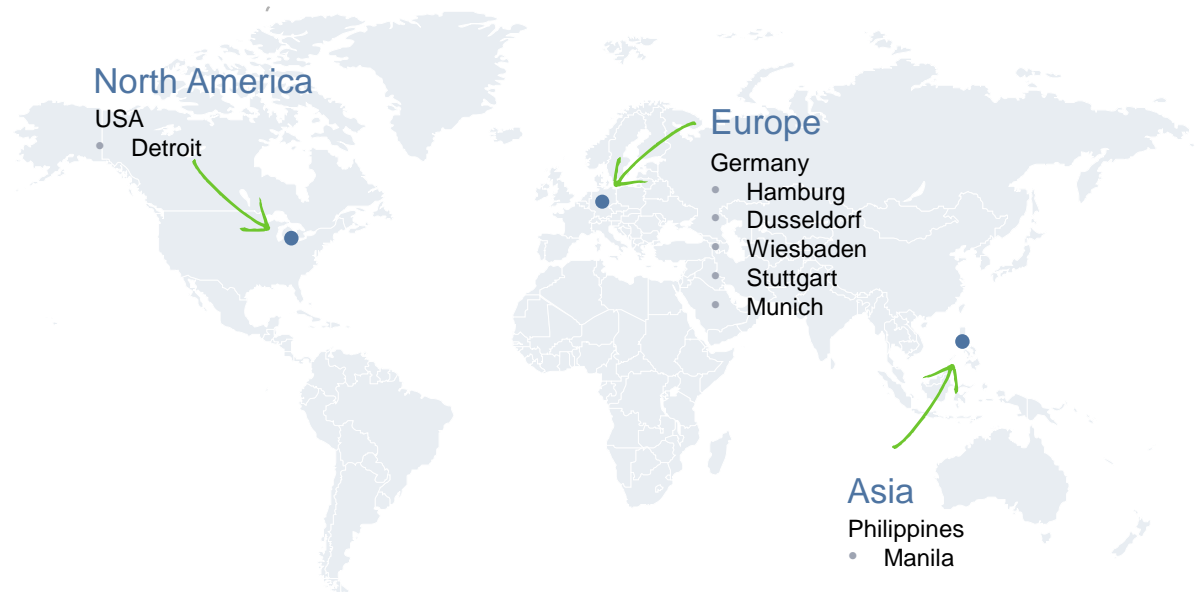 North America
USA
• Detroit
Europe
Germany
• Hamburg
• Dusseldorf
• Wiesbaden
• Stuttgart
• Munich
Asia
Philippines
• Manila